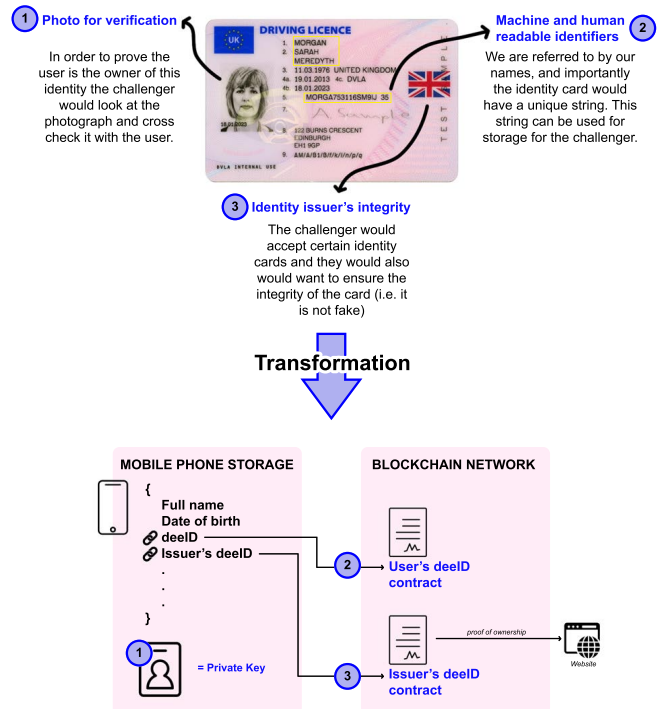 1 Photo for verification
In order to prove the
user is the owner of this
identity the challenger
would look at the
photograph and cross
check it with the user.
DRIVING LICENCE
UK
1. MORGAN
2. SARAH
MEREDYTH
3. 11.03.1976 UNITED KINGDOM
4a. 19.01.2013 4c. DVLA
4b. 18.01.2023
5. MORGA753116SM9IJ 35
7.
A Sample
18.01.2023
8. 122 BURNS CRESCENT
EDINBURGH
EH1 9GP
9. AM/A/B1/B/f/k/l/n/p/q
DVLA INTERNAL USE
TEST SAMPLE
Machine and human
readable identifiers
2
We are referred to by our
names, and importantly
the identity card would
have a unique string. This
string can be used for
storage for the challenger.
3 Identity issuer's integrity
The challenger would
accept certain identity
cards and they would also
would want to ensure the
integrity of the card (i.e. it
is not fake)
Transformation
MOBILE PHONE STORAGE
{
Full name
Date of birth
deeID
Issuer's deeID
.
.
.
}
1
= Private Key
BLOCKCHAIN NETWORK
2
User's deeID
contract
3
Issuer's deeID
contract
proof of ownership
Website